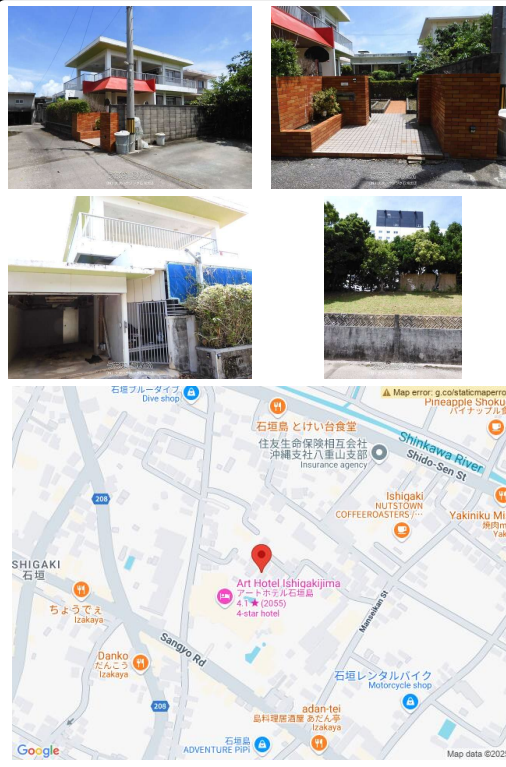 Map error: g.co/staticmaperro
石垣ブルーダイブ
Dive shop
Pineapple Shoku
パイナップル食
石垣島 とけい台食堂
住友生命保険相互会社
沖縄支社八重山支部
Insurance agency
Shinkawa River
Shido-Sen St
Ishigaki
NUTSTOWN
COFFEEROASTERS /…
Yakiniku Mi
焼肉m
Yak
208
SHIGAKI
石垣
Art Hotel Ishigakijima
アートホテル石垣島
4.1 ★ (2055)
4-star hotel
ちょうでぇ
Izakaya
Manseikan St
Sangyo Rd
Danko
だんこう
Izakaya
石垣レンタルバイク
Motorcycle shop
208
adan-tei
島料理居酒屋 あだん亭
Izakaya
石垣島
ADVENTURE PiPi
Google
Map data ©2025